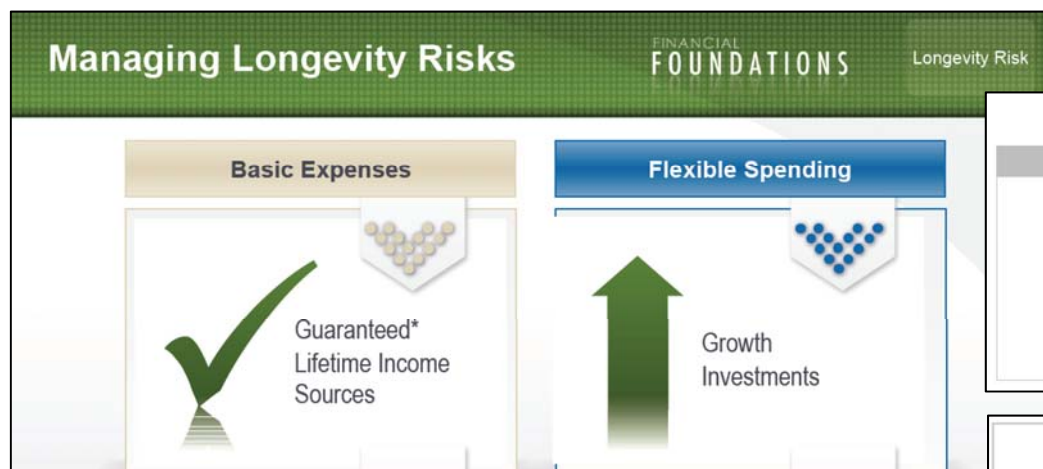 Managing Longevity Risks
FINANCIAL
FOUNDATIONS
Longevity Risk
Basic Expenses
Flexible Spending
Guaranteed*
Lifetime Income
Sources
Growth
Investments